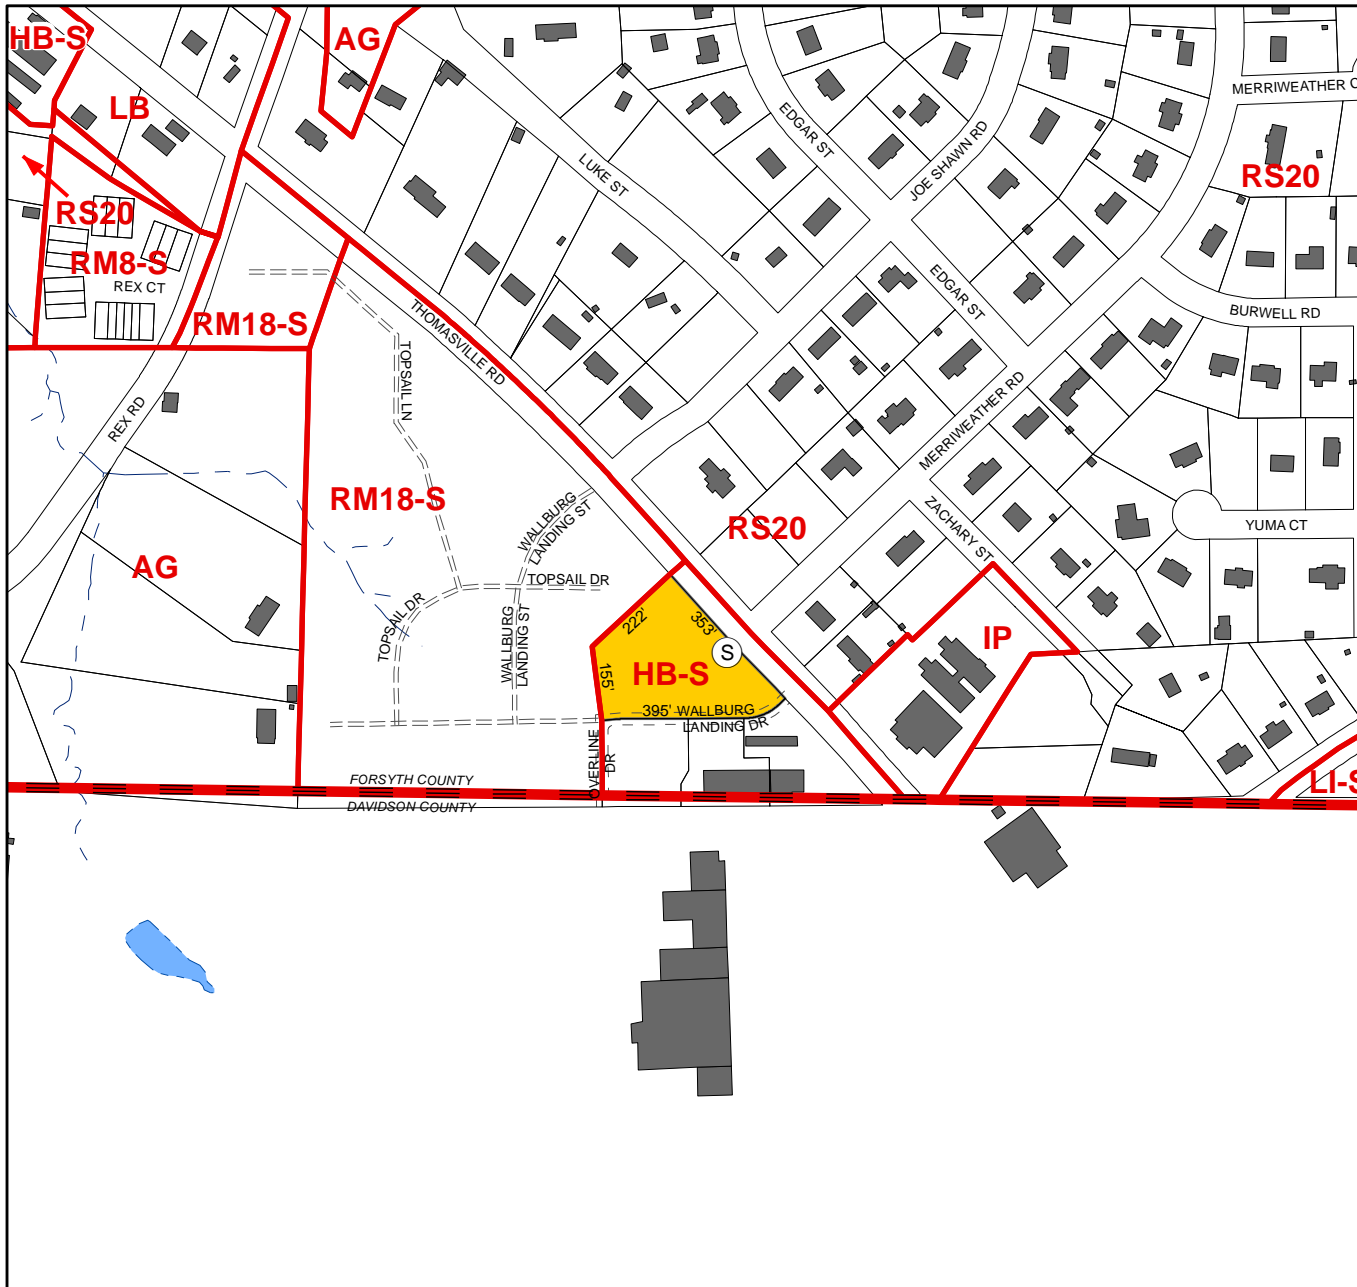 HB-S
AG
LB
MERRIWEATHER C
EDGAR ST
JOE SHAWN RD
LUKE ST
RS20
RS20
RM8-S
REX CT
EDGAR ST
BURWELL RD
RM18-S
THOMASVILLE RD
TOPSAIL LN
REX RD
MERRIWEATHER RD
RM18-S
WALLBURG
LANDING ST
ZACHARY ST
RS20
YUMA CT
AG
TOPSAIL DR
TOPSAIL DR
WALLBURG
LANDING ST
222'
353'
S
IP
155'
HB-S
395' WALLBURG
LANDING DR
OVERLINE
DR
FORSYTH COUNTY
DAVIDSON COUNTY
LI-S